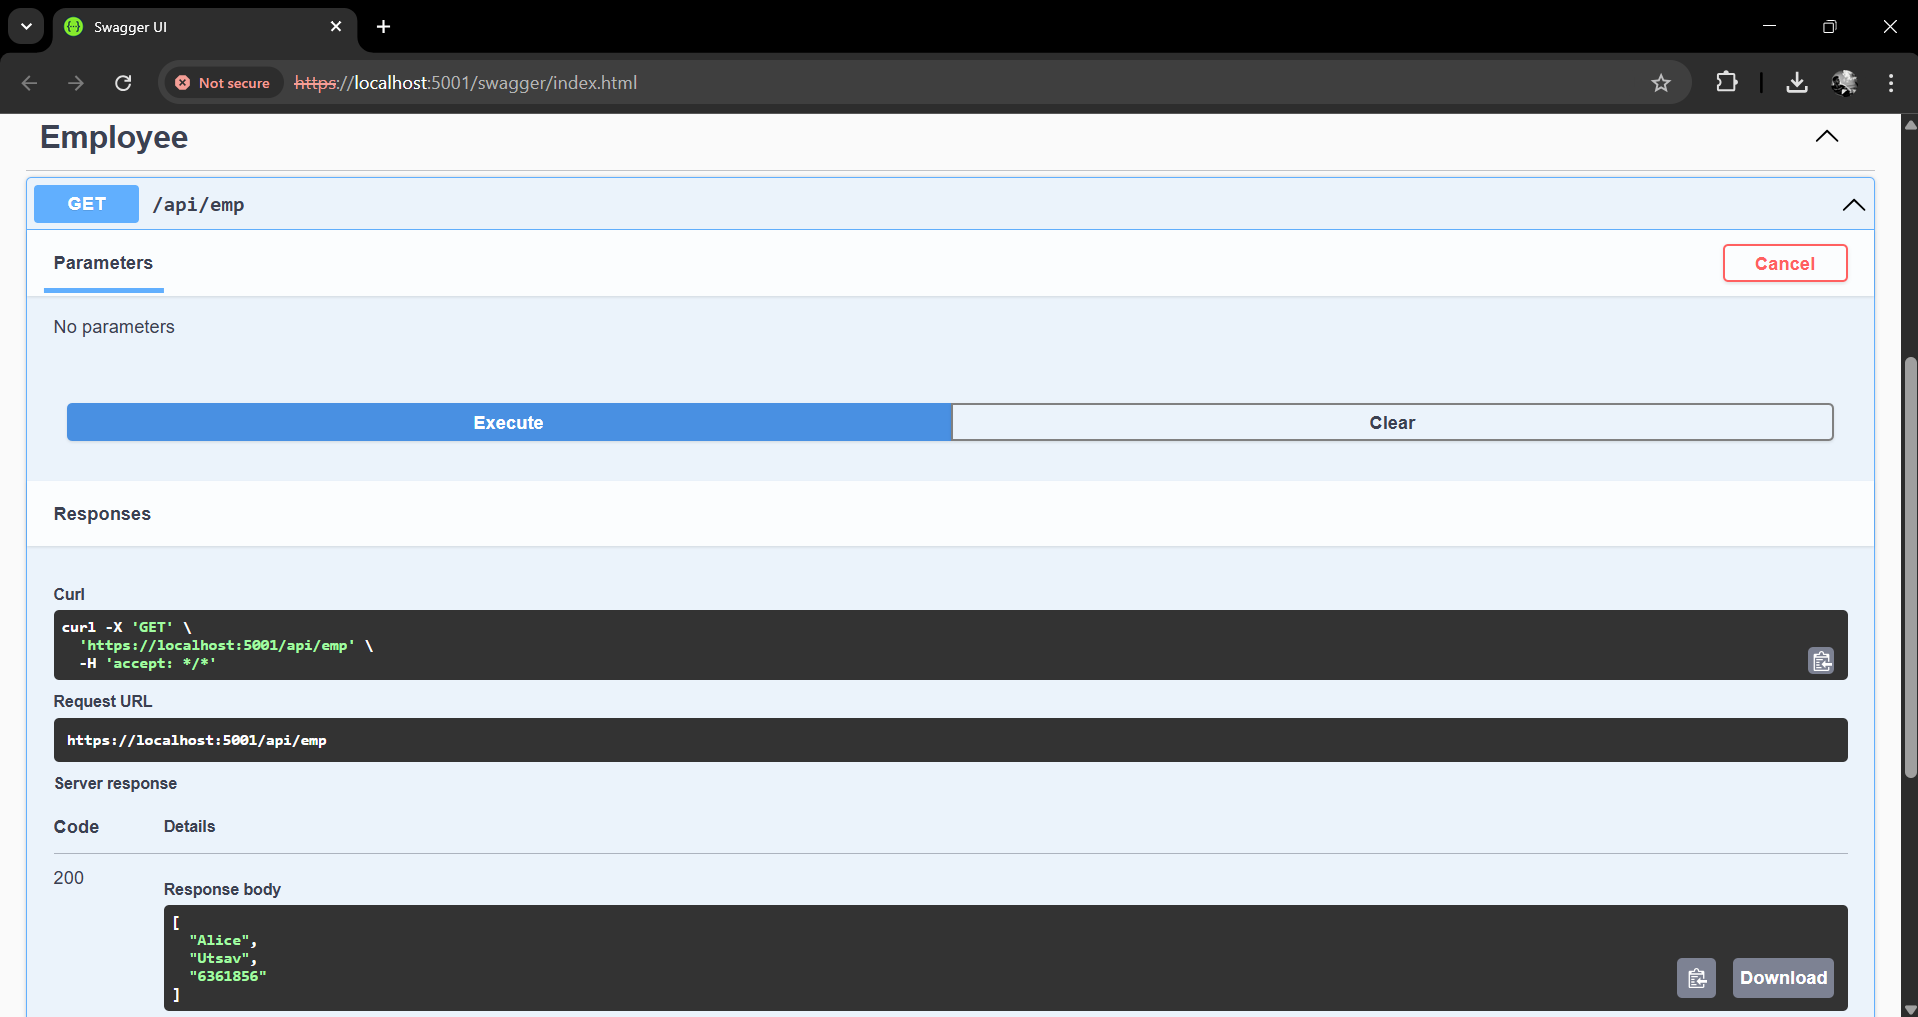 Swagger UI
Not secure
https://localhost:5001/swagger/index.html
Employee
GET /api/emp
Parameters
Cancel
No parameters
Execute
Clear
Responses
Curl
curl -X 'GET' \
  'https://localhost:5001/api/emp' \
  -H 'accept: */*'
Request URL
https://localhost:5001/api/emp
Server response
Code Details
200
Response body
[
  "Alice",
  "Utsav",
  "6361856"
]
Download